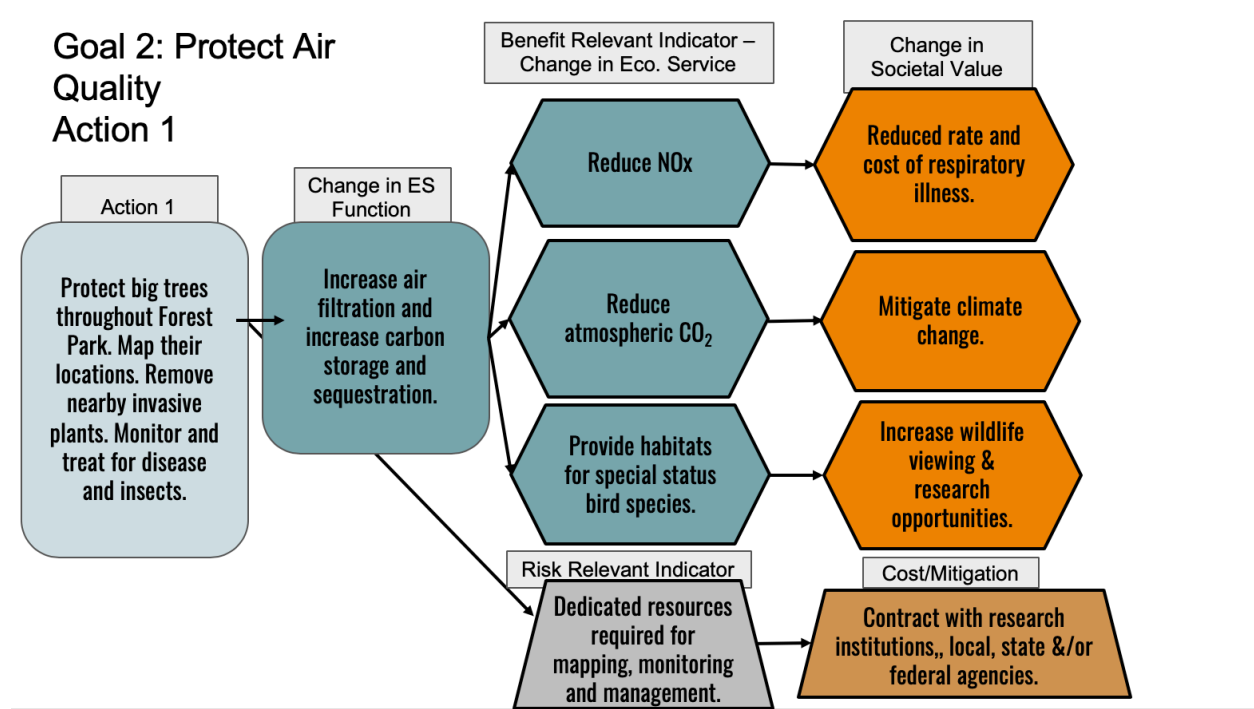 Goal 2: Protect Air
Quality
Action 1
Action 1
Protect big trees
throughout Forest
Park. Map their
locations. Remove
nearby invasive
plants. Monitor and
treat for disease
and insects.
Change in ES
Function
Increase air
filtration and
increase carbon
storage and
sequestration.
Benefit Relevant Indicator –
Change in Eco. Service
Reduce NOx
Reduce
atmospheric CO₂
Provide habitats
for special status
bird species.
Change in
Societal Value
Reduced rate and
cost of respiratory
illness.
Mitigate climate
change.
Increase wildlife
viewing &
research
opportunities.
Risk Relevant Indicator
Dedicated resources
required for
mapping, monitoring
and management.
Cost/Mitigation
Contract with research
institutions,, local, state &/or
federal agencies.